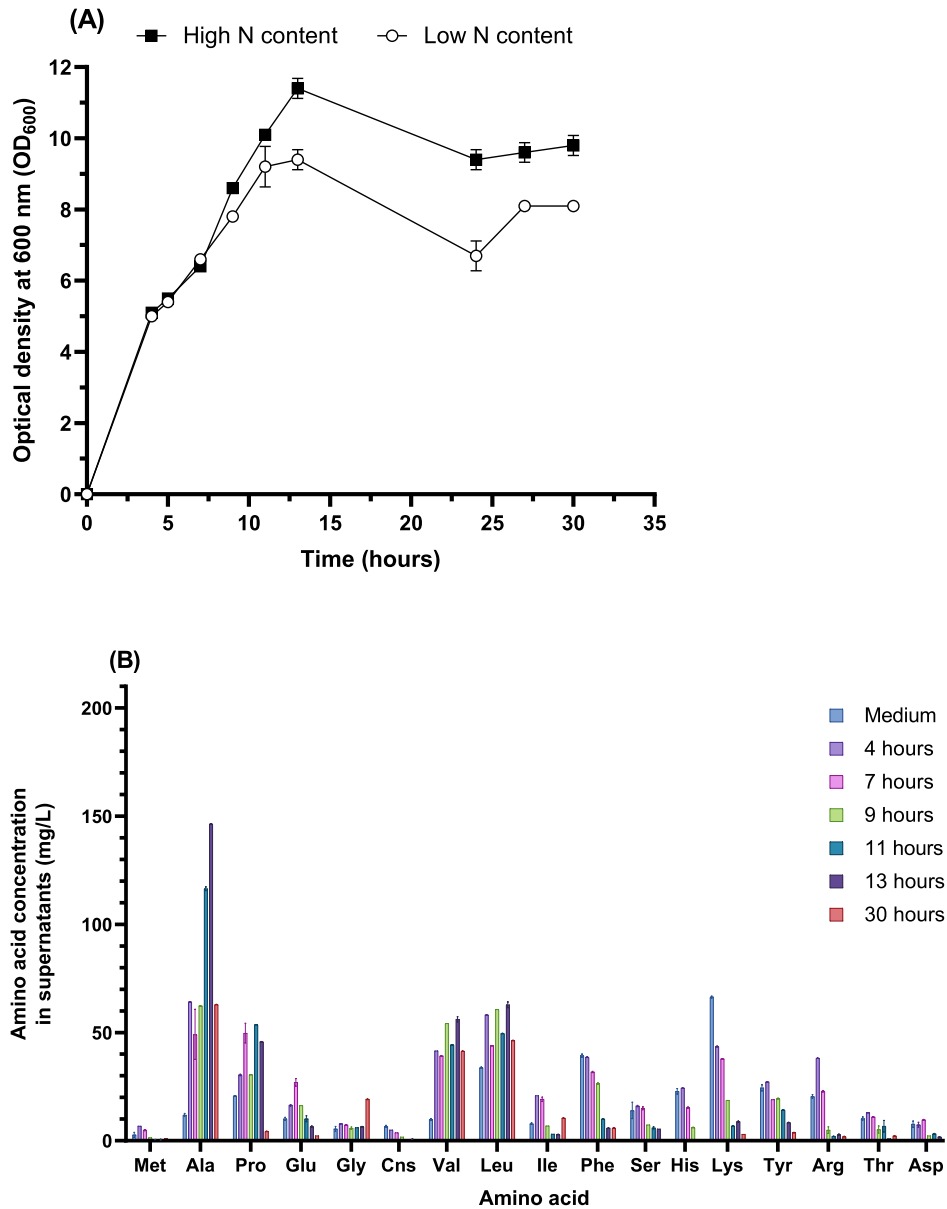 (A)
High N content
Low N content
Optical density at 600 nm (OD600)
12
10
8
6
4
2
0
0 5 10 15 20 25 30 35
Time (hours)
(B)
Amino acid concentration
in supernatants (mg/L)
200
150
100
50
0
Medium
4 hours
7 hours
9 hours
11 hours
13 hours
30 hours
Met Ala Pro Glu Gly Cns Val Leu Ile Phe Ser His Lys Tyr Arg Thr Asp
Amino acid